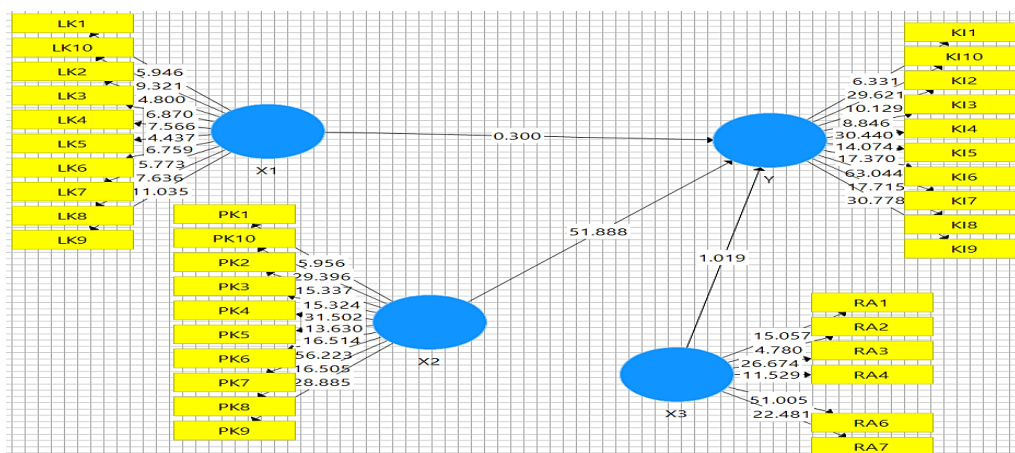 LK1
LK10
LK2
LK3
LK4
LK5
LK6
LK7
LK8
LK9
5.946
9.321
4.800
6.870
7.566
4.437
6.759
5.773
7.636
11.035
X1
0.300
PK1
PK10
PK2
PK3
PK4
PK5
PK6
PK7
PK8
PK9
5.956
29.396
15.337
15.324
31.502
13.630
16.514
56.223
16.505
28.885
X2
51.888
Y
6.331
29.621
10.129
8.846
30.440
14.074
17.370
63.044
17.715
30.778
KI1
KI10
KI2
KI3
KI4
KI5
KI6
KI7
KI8
KI9
1.019
X3
15.057
4.780
26.674
11.529
51.005
22.481
RA1
RA2
RA3
RA4
RA6
RA7